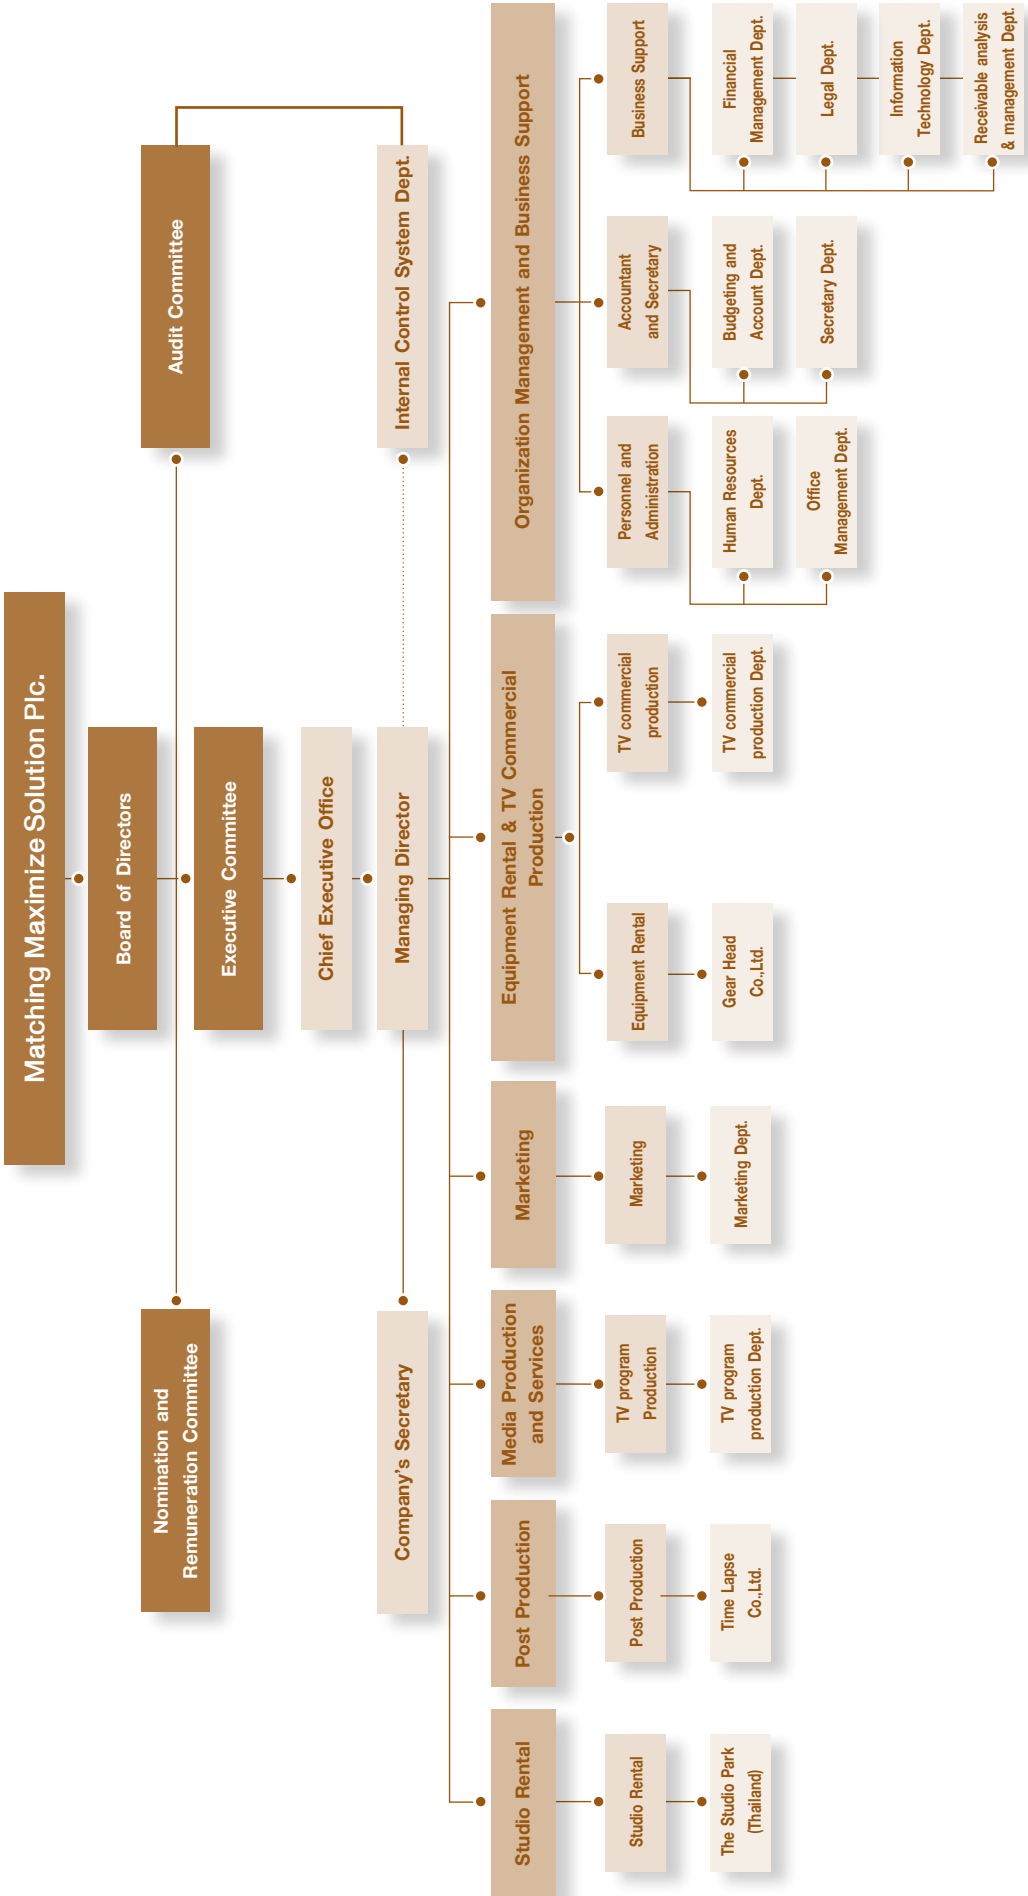 Matching Maximize Solution Plc.
Board of Directors
Nomination and
Remuneration Committee
Audit Committee
Executive Committee
Chief Executive Office
Company's Secretary
Managing Director
Internal Control System Dept.
Studio Rental
Post Production
Media Production
and Services
Marketing
Equipment Rental & TV Commercial
Production
Organization Management and Business Support
Studio Rental
Post Production
TV program
Production
Marketing
Equipment Rental
TV commercial
production
Personnel and
Administration
Accountant
and Secretary
Business Support
The Studio Park
(Thailand)
Time Lapse
Co.,Ltd.
TV program
production Dept.
Marketing Dept.
Gear Head
Co.,Ltd.
TV commercial
production Dept.
Human Resources
Dept.
Budgeting and
Account Dept.
Financial
Management Dept.
Office
Management Dept.
Secretary Dept.
Legal Dept.
Information
Technology Dept.
Receivable analysis
& management Dept.